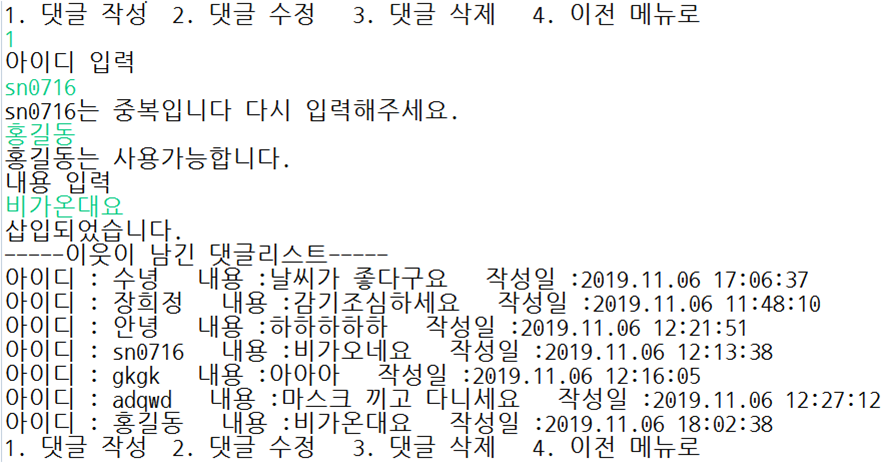 1. 댓글 작성  2. 댓글 수정   3. 댓글 삭제   4. 이전 메뉴로
1
아이디 입력
sn0716
sn0716는 중복입니다 다시 입력해주세요.
홍길동
홍길동는 사용가능합니다.
내용 입력
비가온대요
삽입되었습니다.
-----이웃이 남긴 댓글리스트-----
아이디 : 수녕   내용 :날씨가 좋다구요   작성일 :2019.11.06 17:06:37
아이디 : 장희정   내용 :감기조심하세요   작성일 :2019.11.06 11:48:10
아이디 : 안녕   내용 :하하하하하   작성일 :2019.11.06 12:21:51
아이디 : sn0716   내용 :비가오네요   작성일 :2019.11.06 12:13:38
아이디 : gkgk   내용 :아아아   작성일 :2019.11.06 12:16:05
아이디 : adqwd   내용 :마스크 끼고 다니세요   작성일 :2019.11.06 12:27:12
아이디 : 홍길동   내용 :비가온대요   작성일 :2019.11.06 18:02:38
1. 댓글 작성  2. 댓글 수정   3. 댓글 삭제   4. 이전 메뉴로